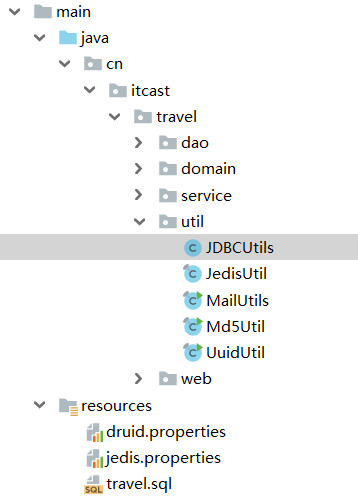 main
java
cn
itcast
travel
dao
domain
service
util
JDBCUtils
JedisUtil
MailUtils
Md5Util
UuidUtil
web
resources
druid.properties
jedis.properties
travel.sql